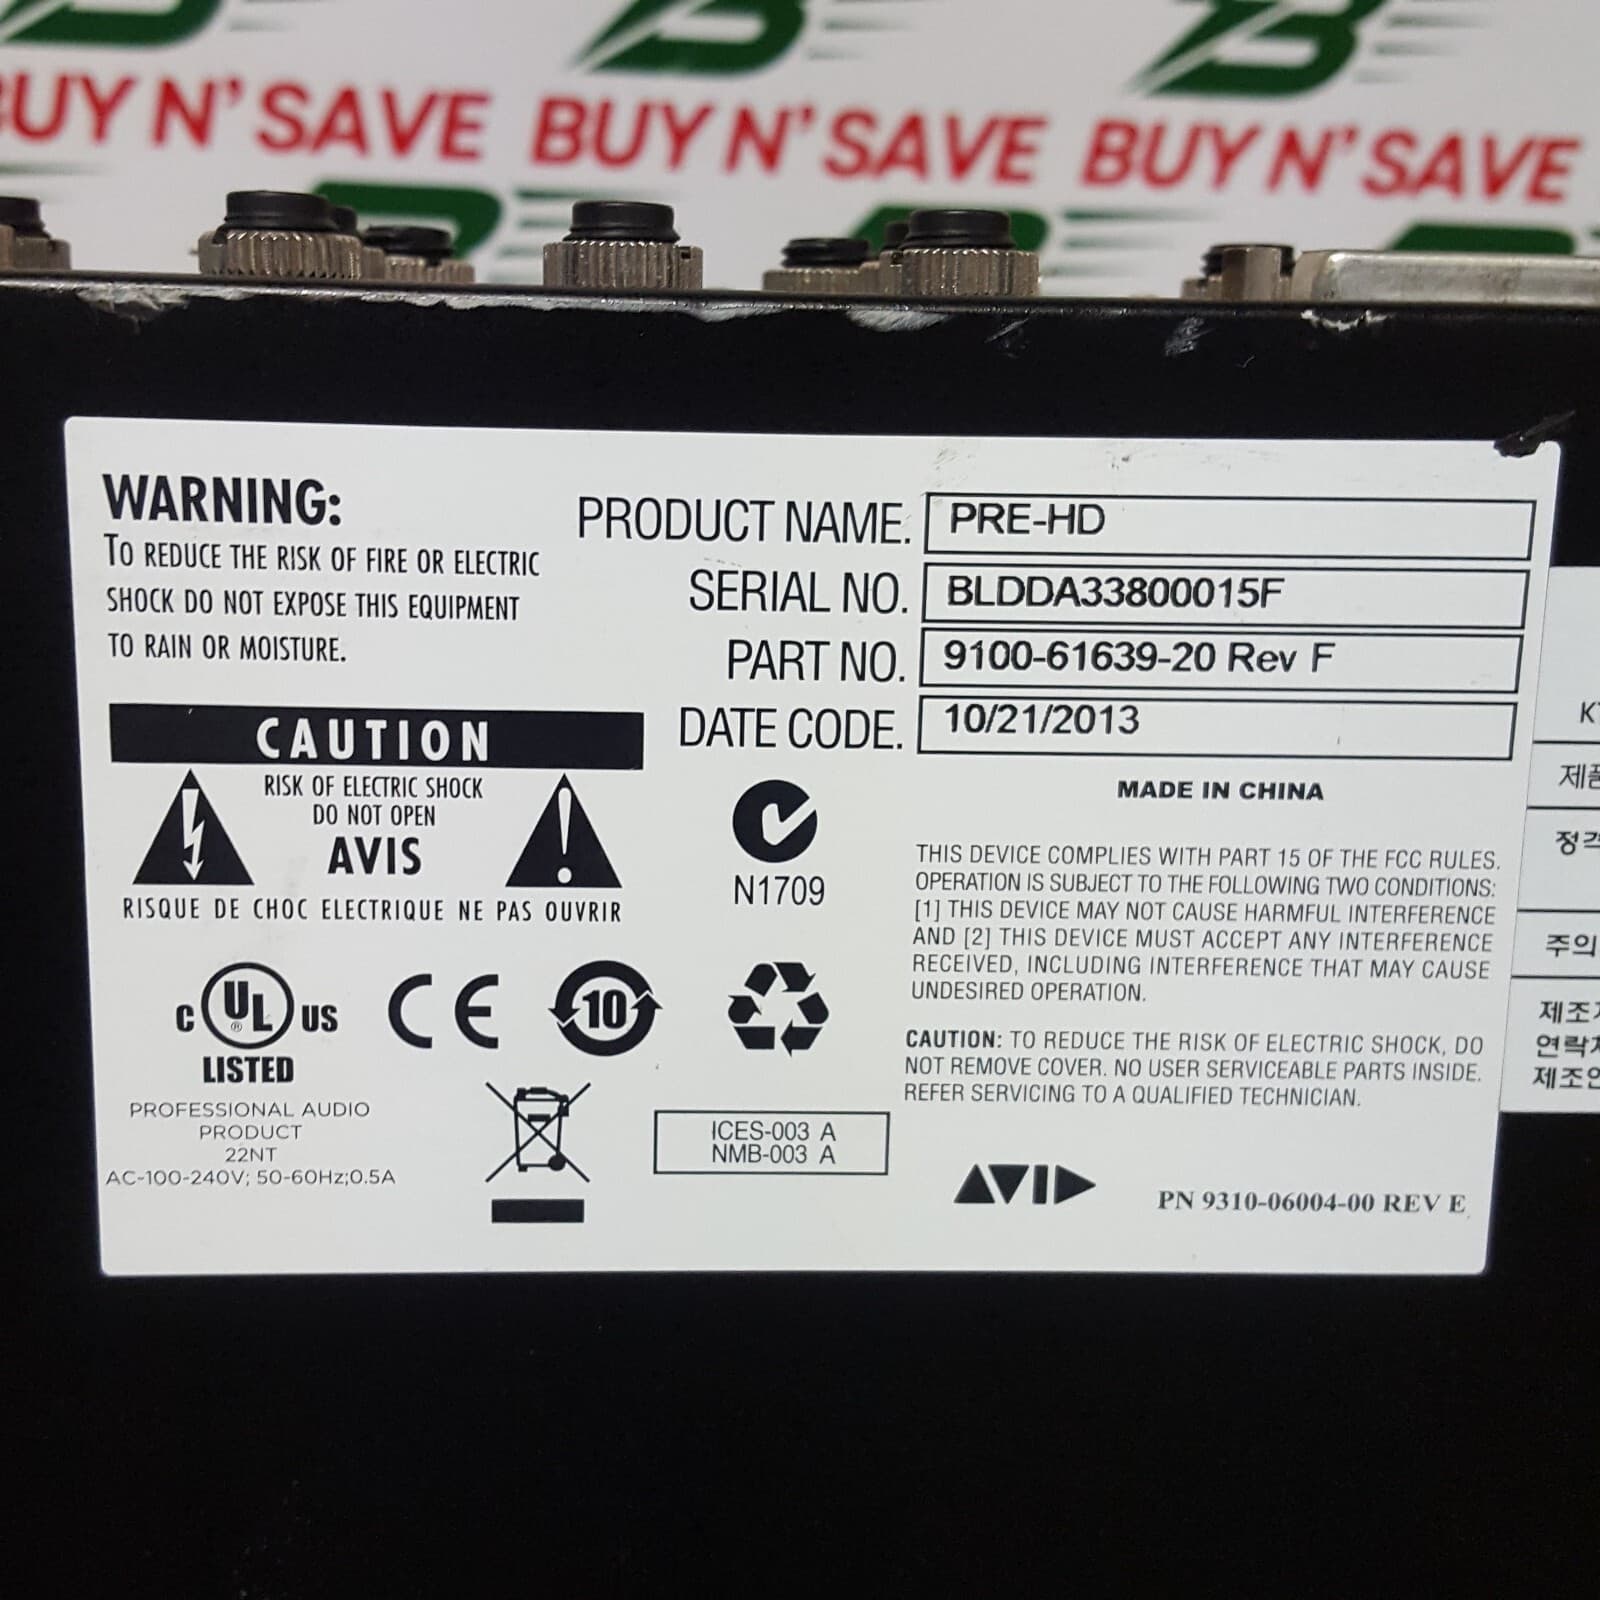 BUY N' SAVE BUY N' SAVE BUY N' SAVE
WARNING:
TO REDUCE THE RISK OF FIRE OR ELECTRIC
SHOCK DO NOT EXPOSE THIS EQUIPMENT
TO RAIN OR MOISTURE.
PRODUCT NAME. PRE-HD
SERIAL NO. BLDDA33800015F
PART NO. 9100-61639-20 Rev F
DATE CODE. 10/21/2013
CAUTION
RISK OF ELECTRIC SHOCK
DO NOT OPEN
AVIS
RISQUE DE CHOC ELECTRIQUE NE PAS OUVRIR
N1709
MADE IN CHINA
THIS DEVICE COMPLIES WITH PART 15 OF THE FCC RULES.
OPERATION IS SUBJECT TO THE FOLLOWING TWO CONDITIONS:
[1] THIS DEVICE MAY NOT CAUSE HARMFUL INTERFERENCE
AND [2] THIS DEVICE MUST ACCEPT ANY INTERFERENCE
RECEIVED, INCLUDING INTERFERENCE THAT MAY CAUSE
UNDESIRED OPERATION.
CAUTION: TO REDUCE THE RISK OF ELECTRIC SHOCK, DO
NOT REMOVE COVER. NO USER SERVICEABLE PARTS INSIDE.
REFER SERVICING TO A QUALIFIED TECHNICIAN.
C UL® US
LISTED
CE
10
PROFESSIONAL AUDIO
PRODUCT
22NT
AC-100-240V; 50-60Hz;0.5A
ICES-003 A
NMB-003 A
AVID
PN 9310-06004-00 REV E
주의